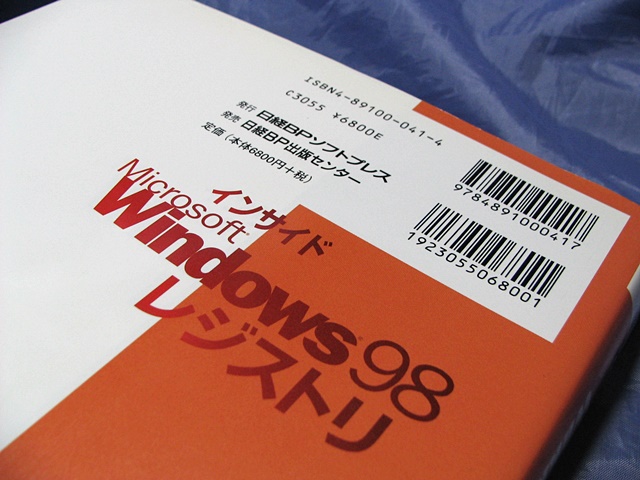 ISBN4-89100-041-4
C3055 ¥6800E
発行 日経BPソフトプレス
発売 日経BP出版センター
定価（本体6800円＋税）
9784891000417
1923055068001
インサイド
Microsoft®
Windows®98
レジストリ